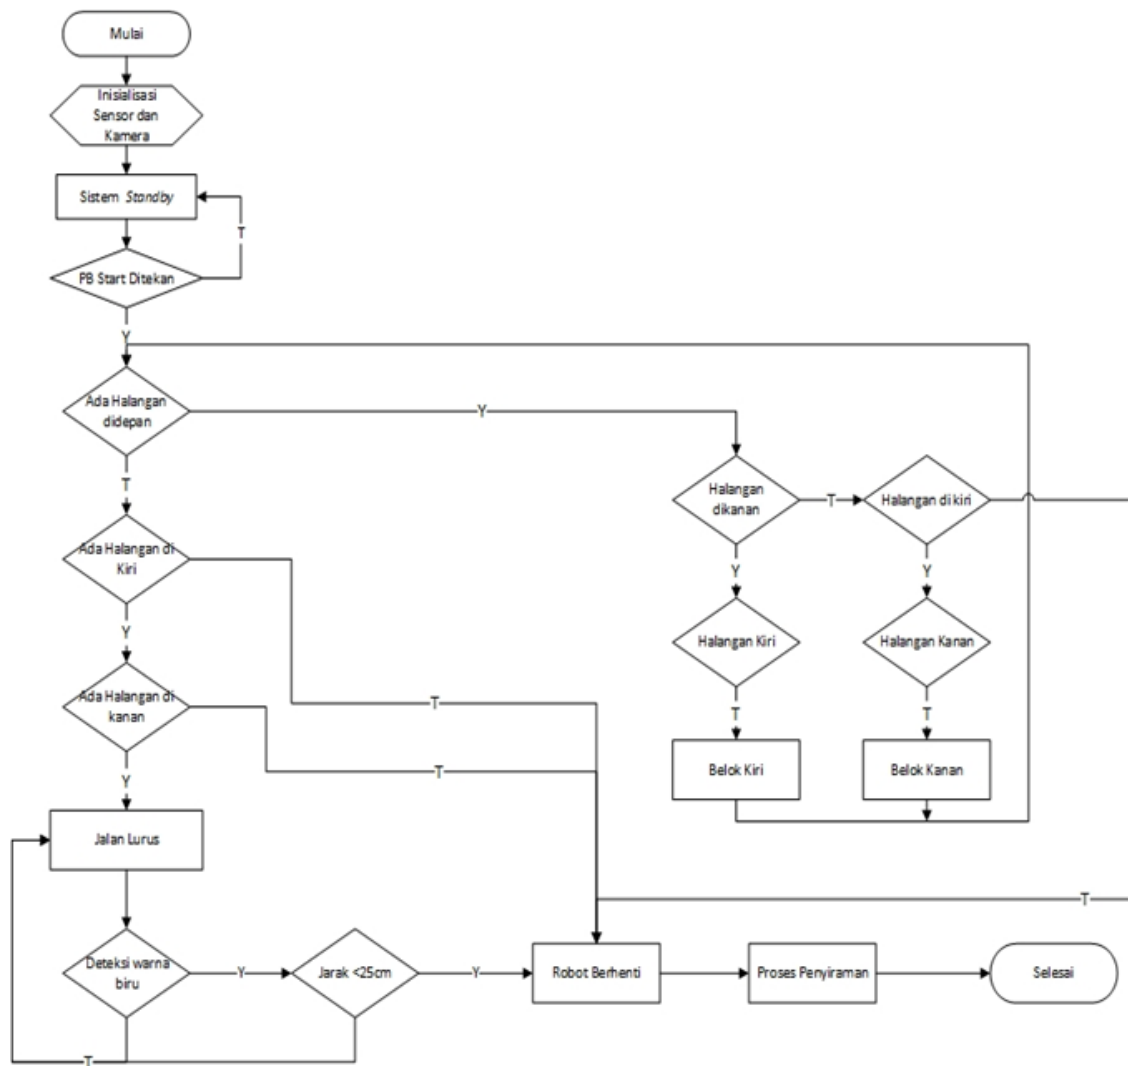 Mulai
Inisialisasi
Sensor dan
Kamera
Sistem Standby
T
PB Start Ditekan
Y
Ada Halangan
didepan
Y
T
Halangan
dikanan
T
Halangan di kiri
Ada Halangan di
Kiri
Y
Y
Y
Halangan Kiri
Halangan Kanan
Ada Halangan di
kanan
T
T
T
Y
T
Belok Kiri
Belok Kanan
Jalan Lurus
T
Deteksi warna
biru
Y
Jarak <25cm
Y
Robot Berhenti
Proses Penyiraman
Selesai
T